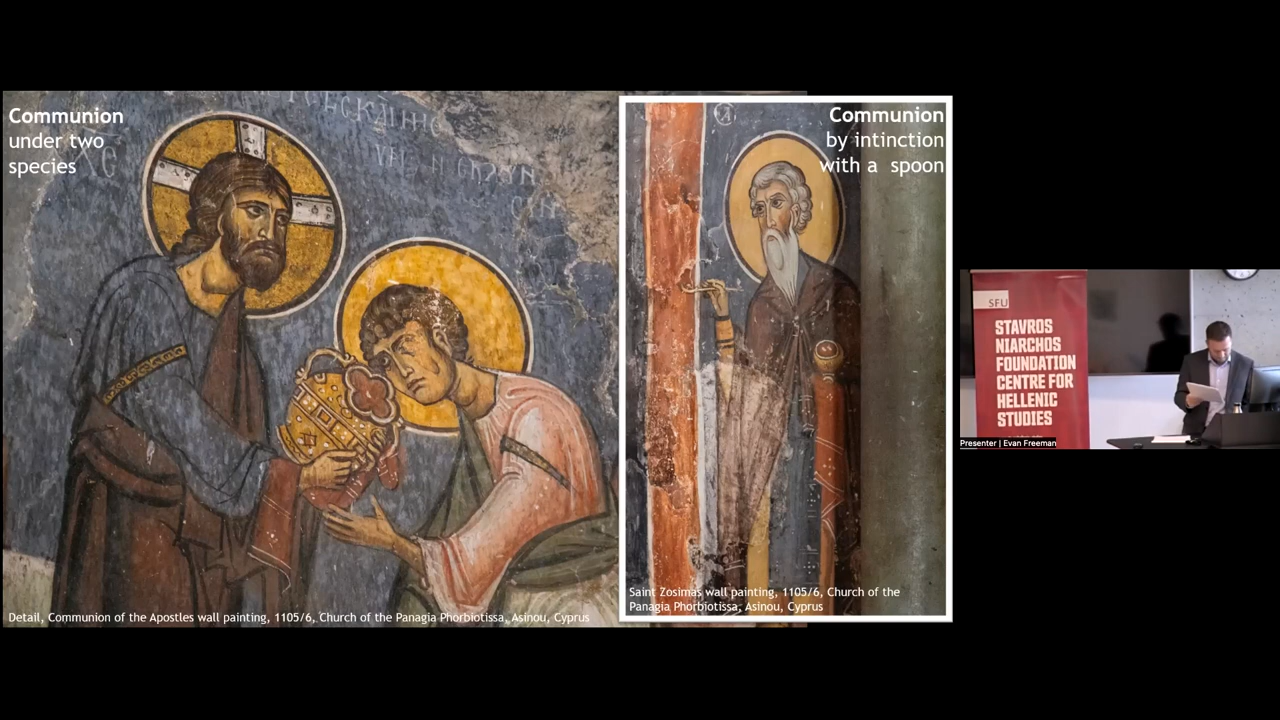 Communion
under two
species
Communion
by intinction
with a spoon
Saint Zosimas wall painting, 1105/6, Church of the
Panagia Phorbiotissa, Asinou, Cyprus
Detail, Communion of the Apostles wall painting, 1105/6, Church of the Panagia Phorbiotissa, Asinou, Cyprus
SFU
STAVROS
NIARCHOS
FOUNDATION
CENTRE FOR
HELLENIC
STUDIES
Presenter | Evan Freeman